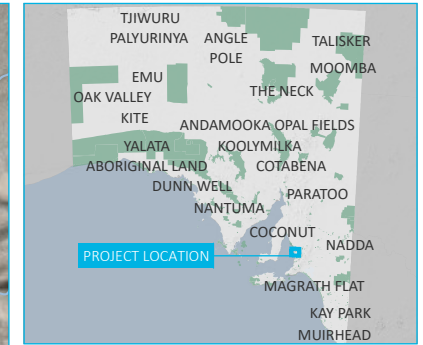 TJIWURU
PALYURINYA
ANGLE
POLE
TALISKER
MOOMBA
EMU
THE NECK
OAK VALLEY
KITE
ANDAMOOKA OPAL FIELDS
YALATA
KOOLYMILKA
ABORIGINAL LAND
COTABENA
DUNN WELL
PARATOO
NANTUMA
COCONUT
NADDA
PROJECT LOCATION
MAGRATH FLAT
KAY PARK
MUIRHEAD